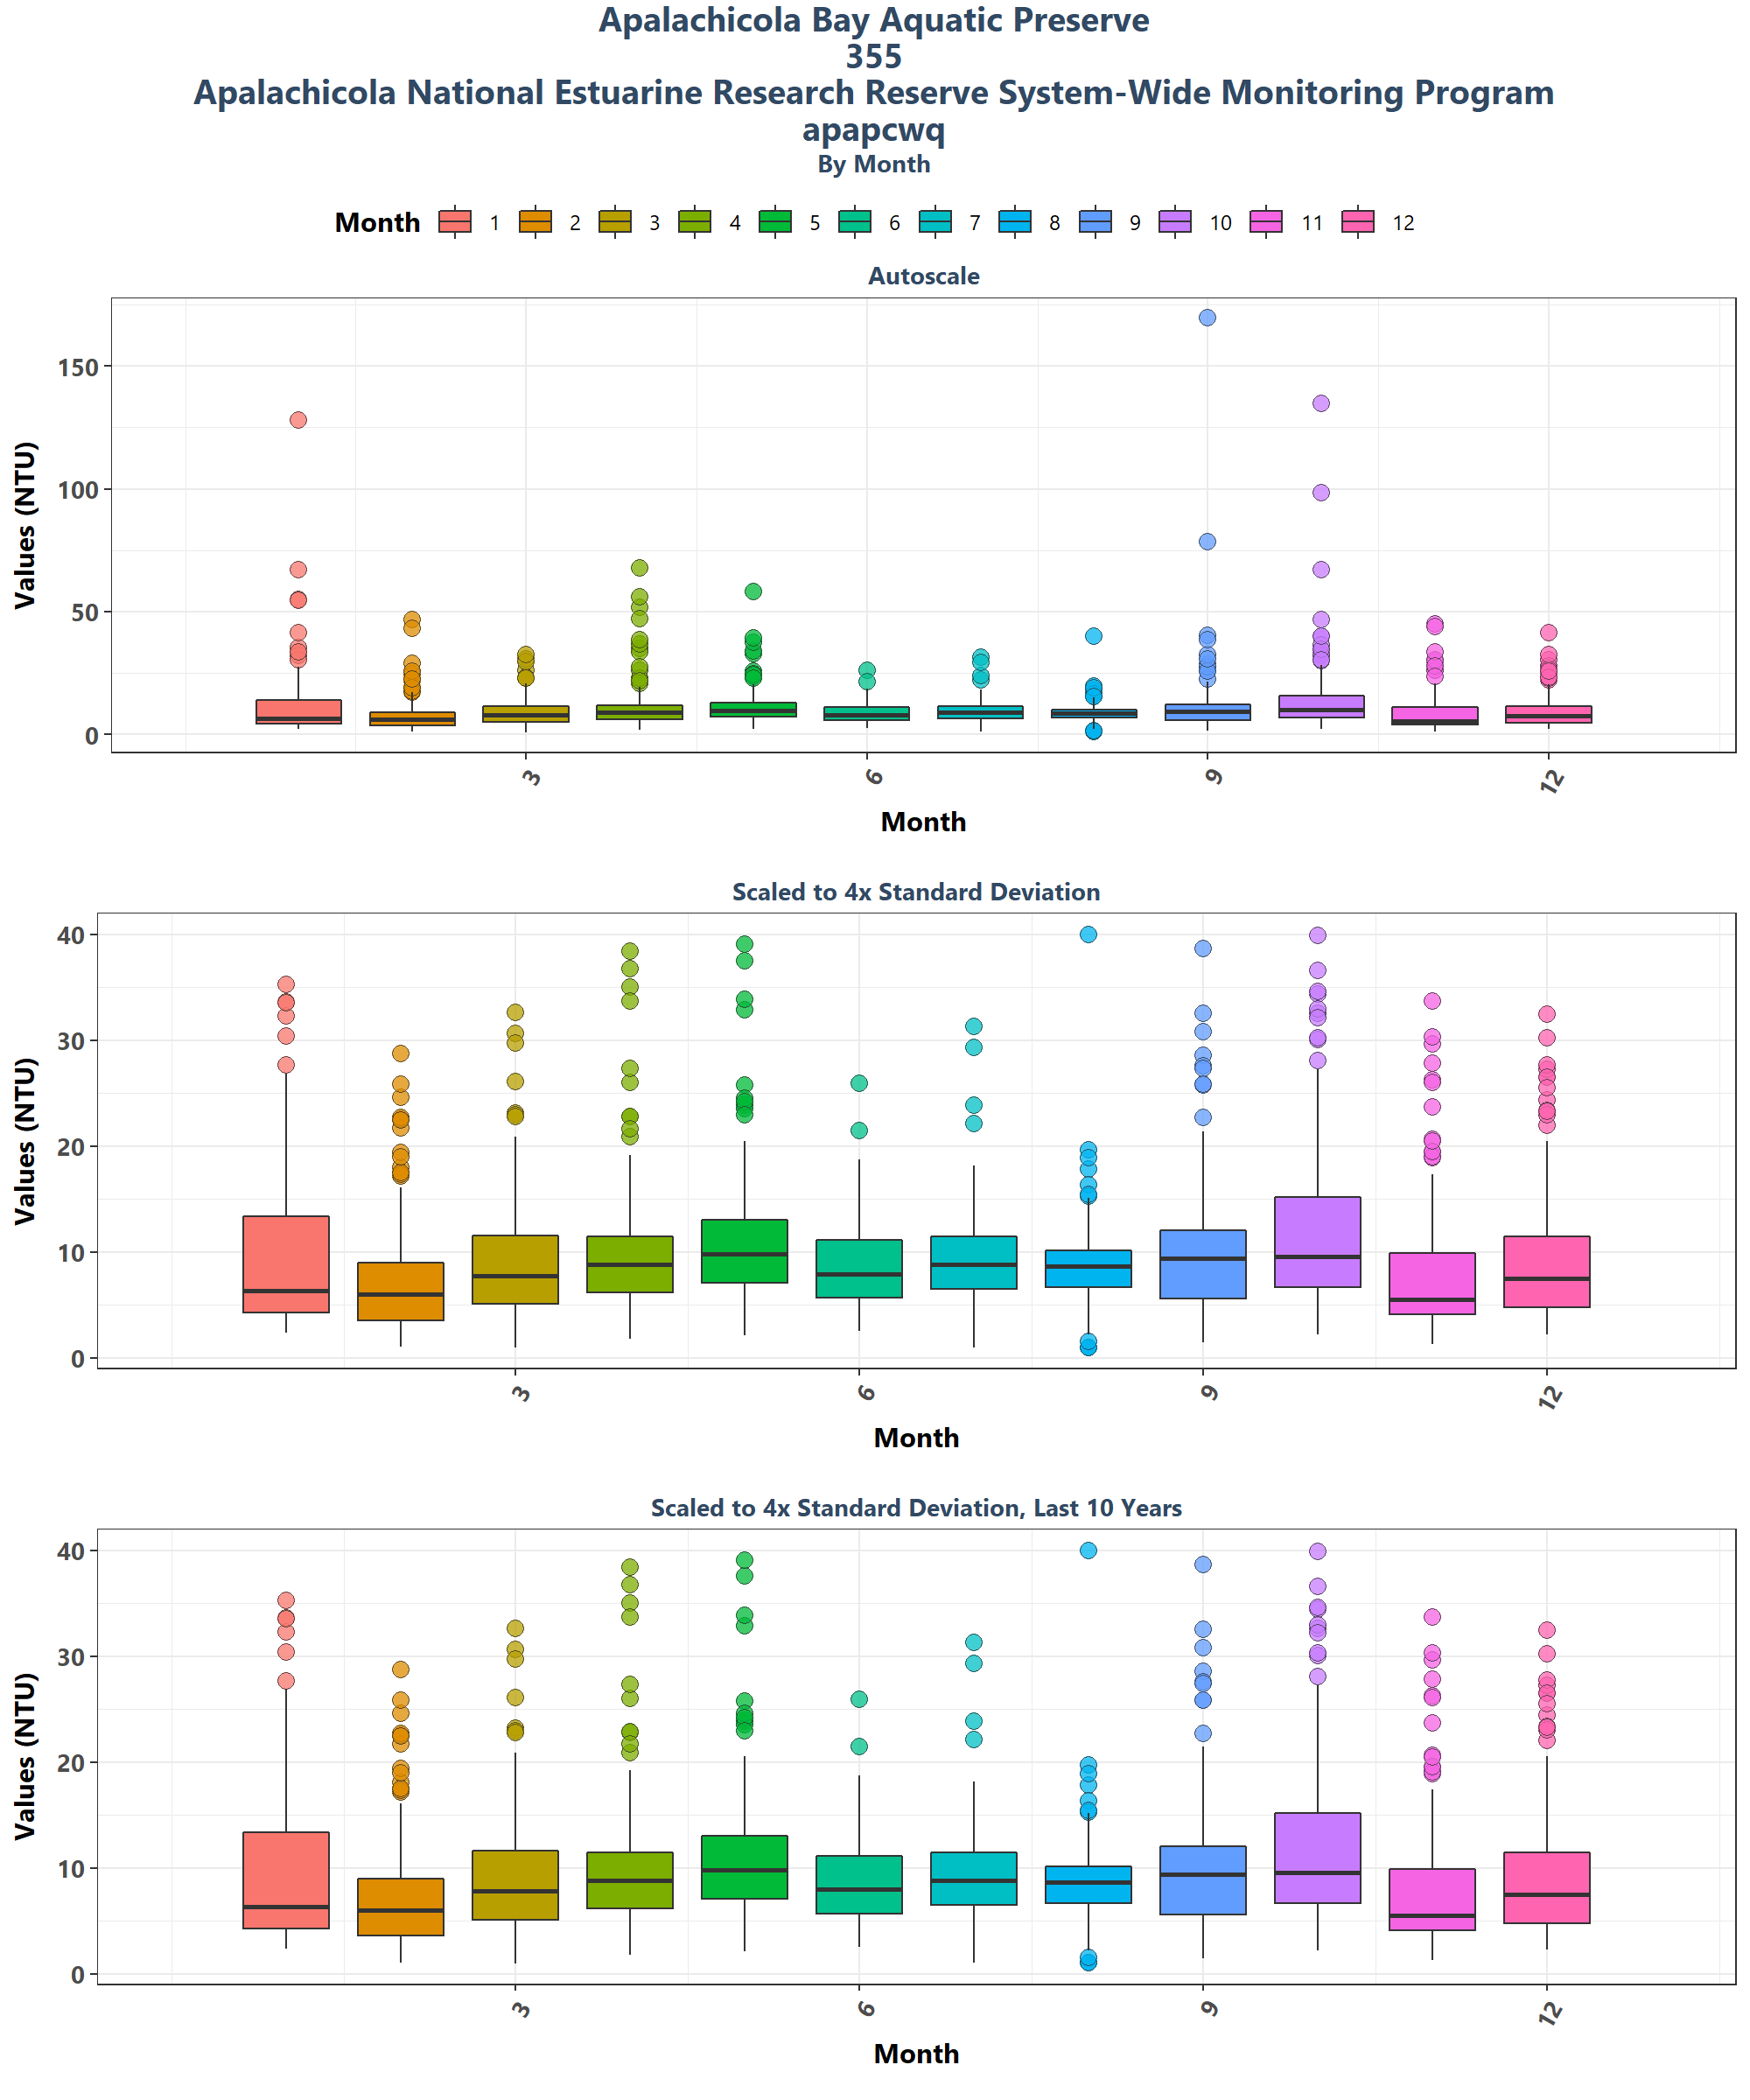 Apalachicola Bay Aquatic Preserve
355
Apalachicola National Estuarine Research Reserve System-Wide Monitoring Program
apapcwq
By Month
Month 1 2 3 4 5 6 7 8 9 10 11 12
Autoscale
Values (NTU)
150
100
50
0
3 6 9 12
Month
Scaled to 4x Standard Deviation
Values (NTU)
40
30
20
10
0
3 6 9 12
Month
Scaled to 4x Standard Deviation, Last 10 Years
Values (NTU)
40
30
20
10
0
3 6 9 12
Month